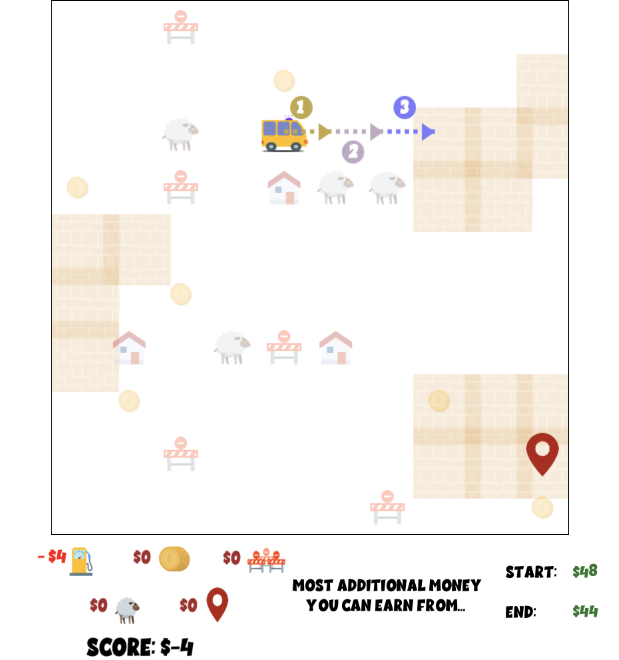 1
3
2
- $4
$0
$0
$0
$0
SCORE: $-4
MOST ADDITIONAL MONEY
YOU CAN EARN FROM...
START: $48
END: $44